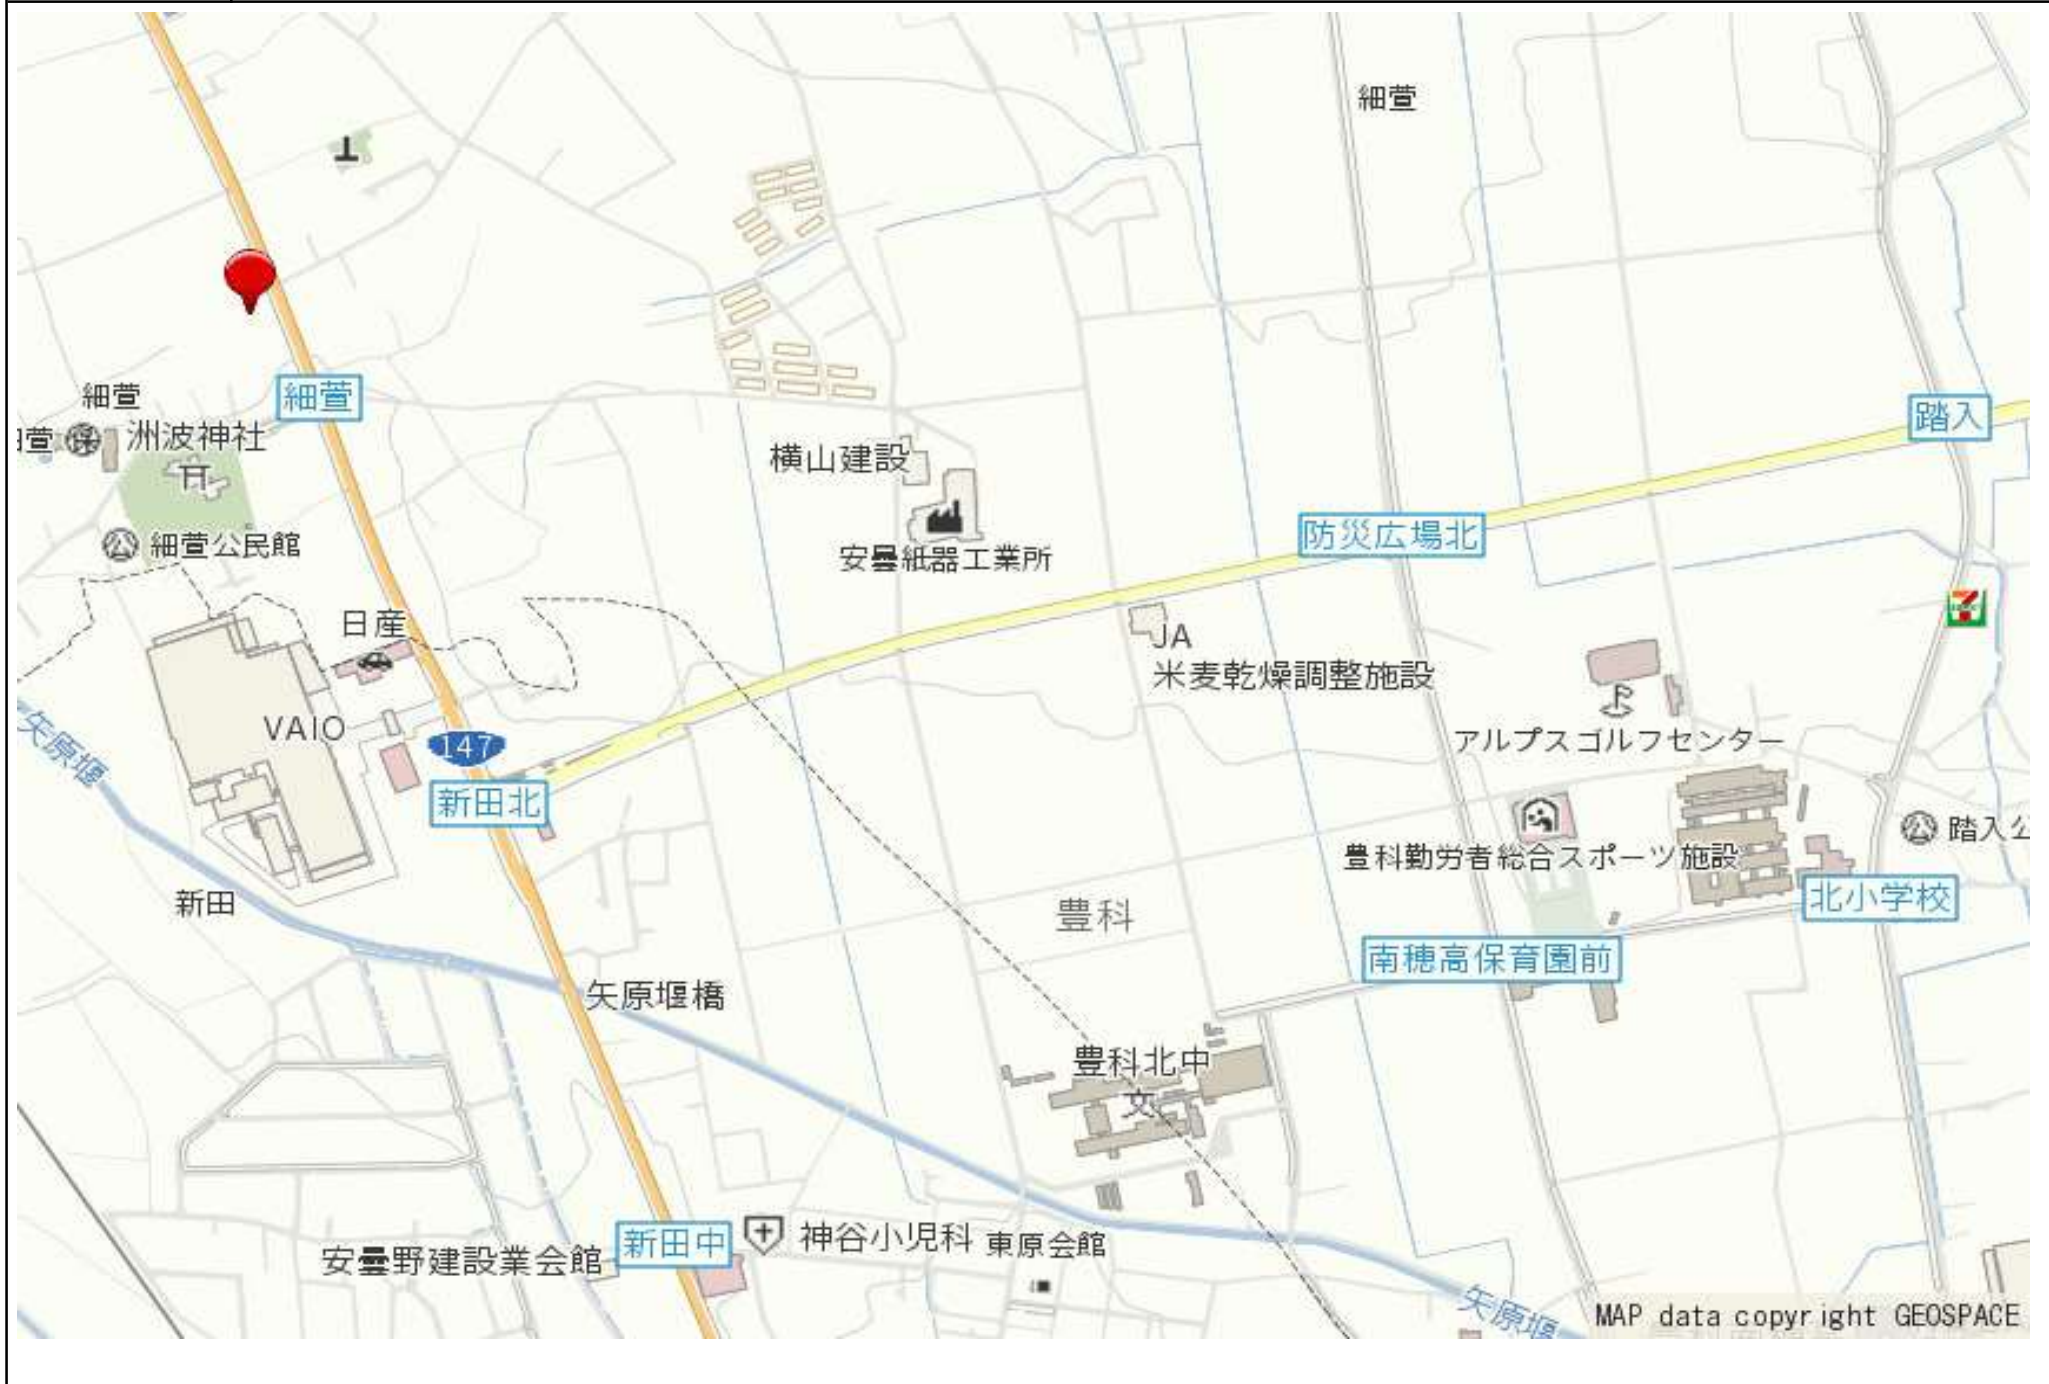 細萱
細萱
細萱
萱
洲波神社
踏入
横山建設
防災広場北
細萱公民館
安曇紙器工業所
日産
JA
米麦乾燥調整施設
VAIO
147
矢原堰
アルプスゴルフセンター
新田北
踏入公
豊科勤労者総合スポーツ施設
新田
豊科
北小学校
南穂高保育園前
矢原堰橋
豊科北中
文
新田中
神谷小児科
東原会館
安曇野建設業会館
矢原堰
MAP data copyright GEOSPACE